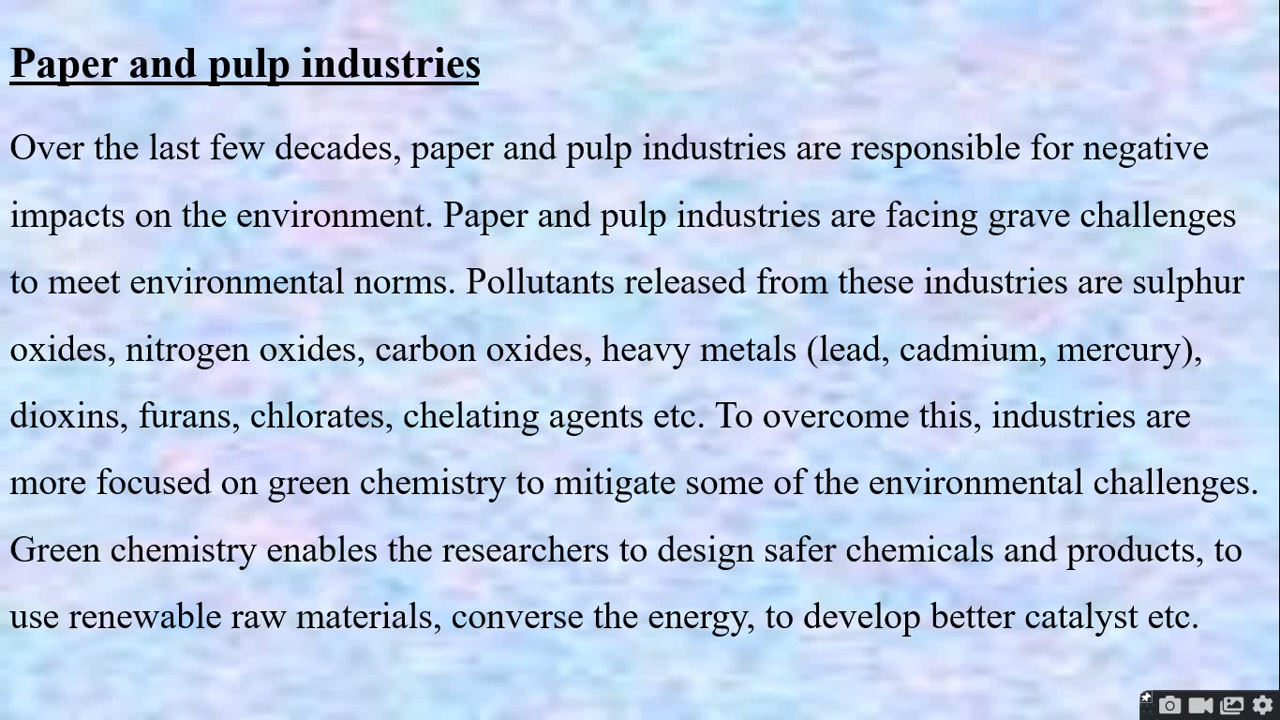 Paper and pulp industries
Over the last few decades, paper and pulp industries are responsible for negative
impacts on the environment. Paper and pulp industries are facing grave challenges
to meet environmental norms. Pollutants released from these industries are sulphur
oxides, nitrogen oxides, carbon oxides, heavy metals (lead, cadmium, mercury),
dioxins, furans, chlorates, chelating agents etc. To overcome this, industries are
more focused on green chemistry to mitigate some of the environmental challenges.
Green chemistry enables the researchers to design safer chemicals and products, to
use renewable raw materials, converse the energy, to develop better catalyst etc.